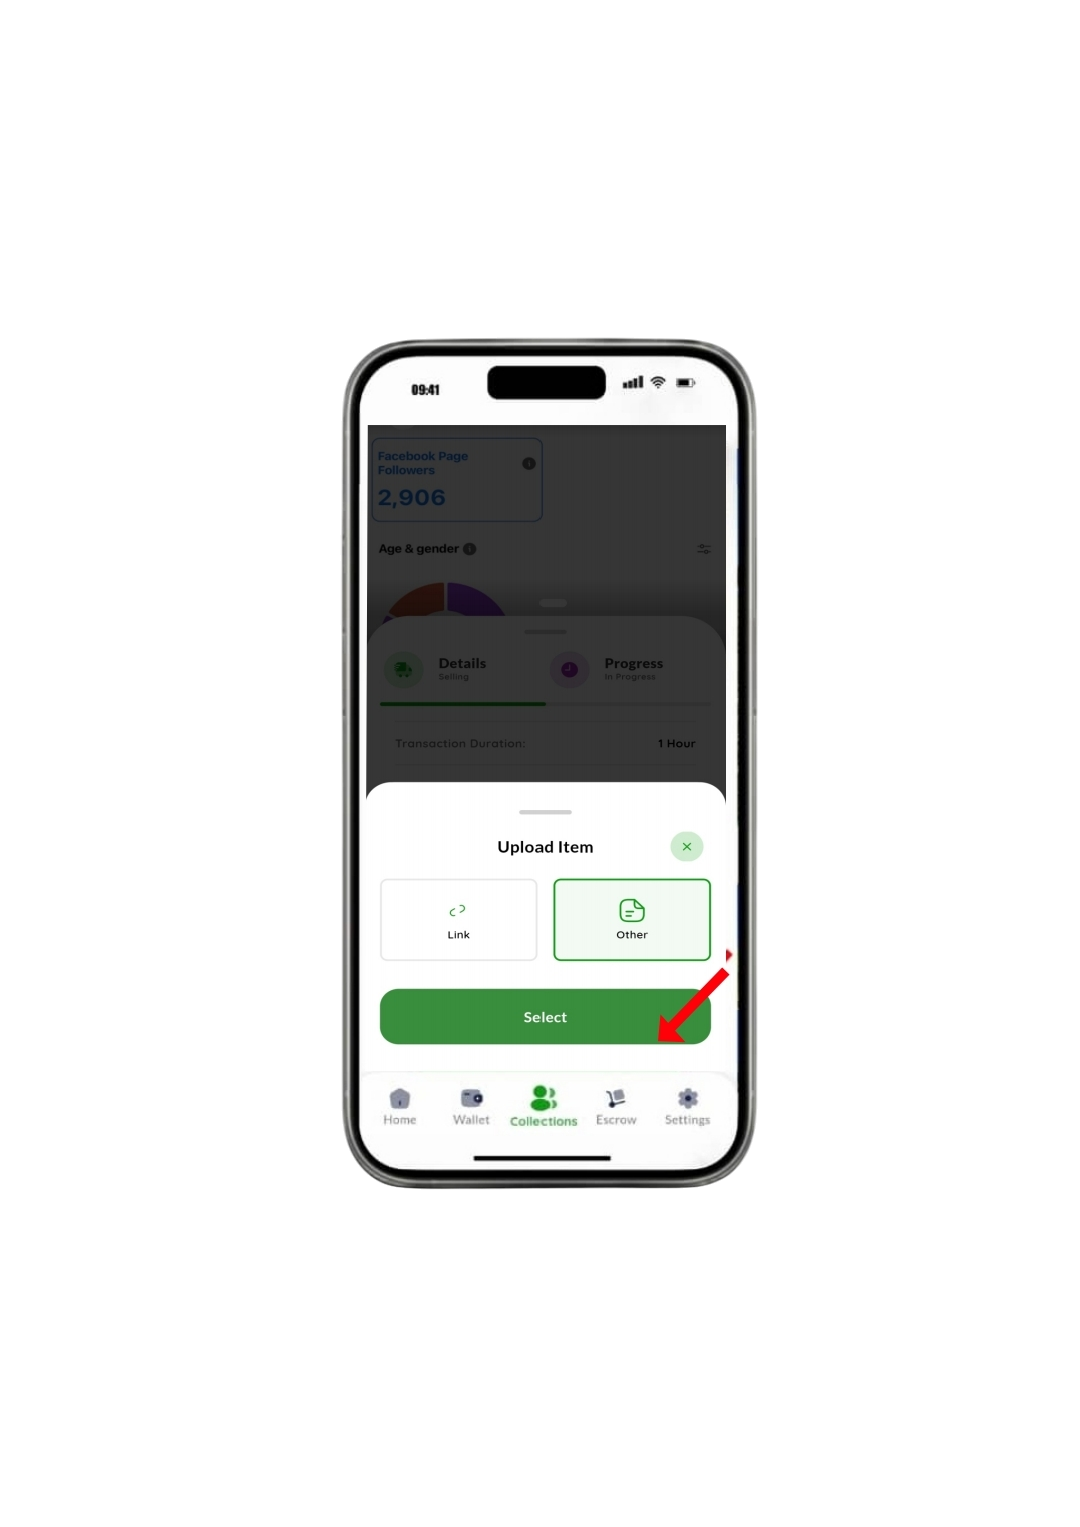 09:41
Facebook Page
Followers
2,906
Age & gender
Details
Selling
Progress
In Progress
Transaction Duration:
1 Hour
Upload Item
Link
Other
Select
Home
Wallet
Collections
Escrow
Settings